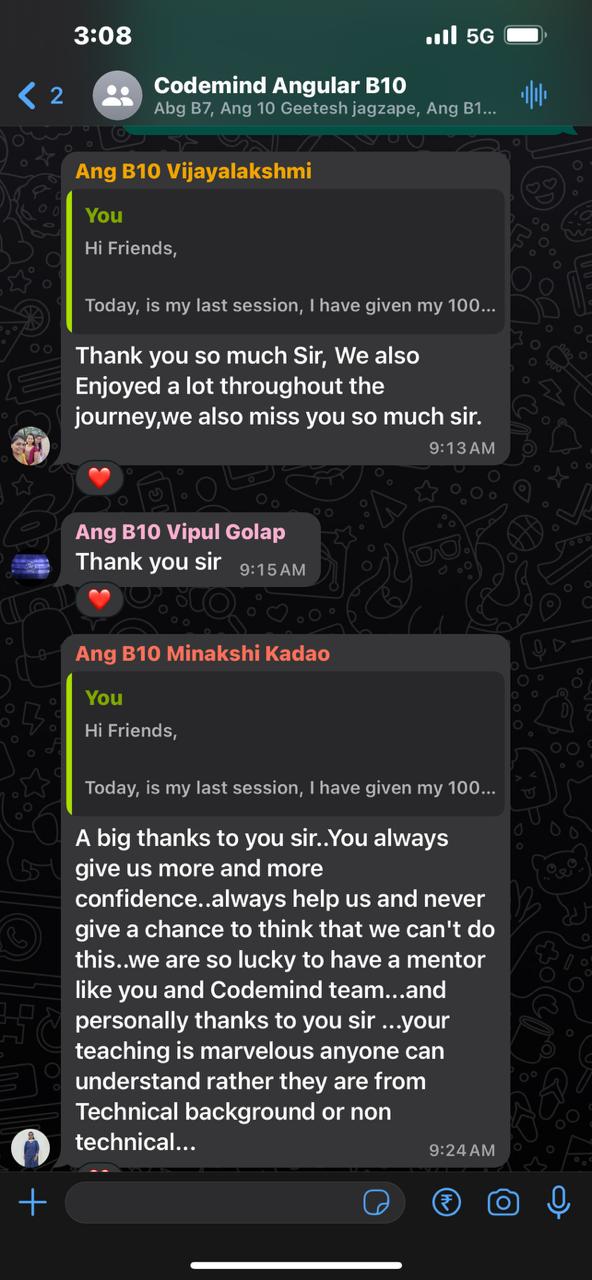 3:08
5G
2
Codemind Angular B10
Abg B7, Ang 10 Geetesh jagzape, Ang B1...
Ang B10 Vijayalakshmi
You
Hi Friends,
Today, is my last session, I have given my 100...
Thank you so much Sir, We also
Enjoyed a lot throughout the
journey,we also miss you so much sir.
9:13 AM
Ang B10 Vipul Golap
Thank you sir 9:15 AM
Ang B10 Minakshi Kadao
You
Hi Friends,
Today, is my last session, I have given my 100...
A big thanks to you sir..You always
give us more and more
confidence..always help us and never
give a chance to think that we can't do
this..we are so lucky to have a mentor
like you and Codemind team...and
personally thanks to you sir ...your
teaching is marvelous anyone can
understand rather they are from
Technical background or non
technical...
9:24 AM
₹